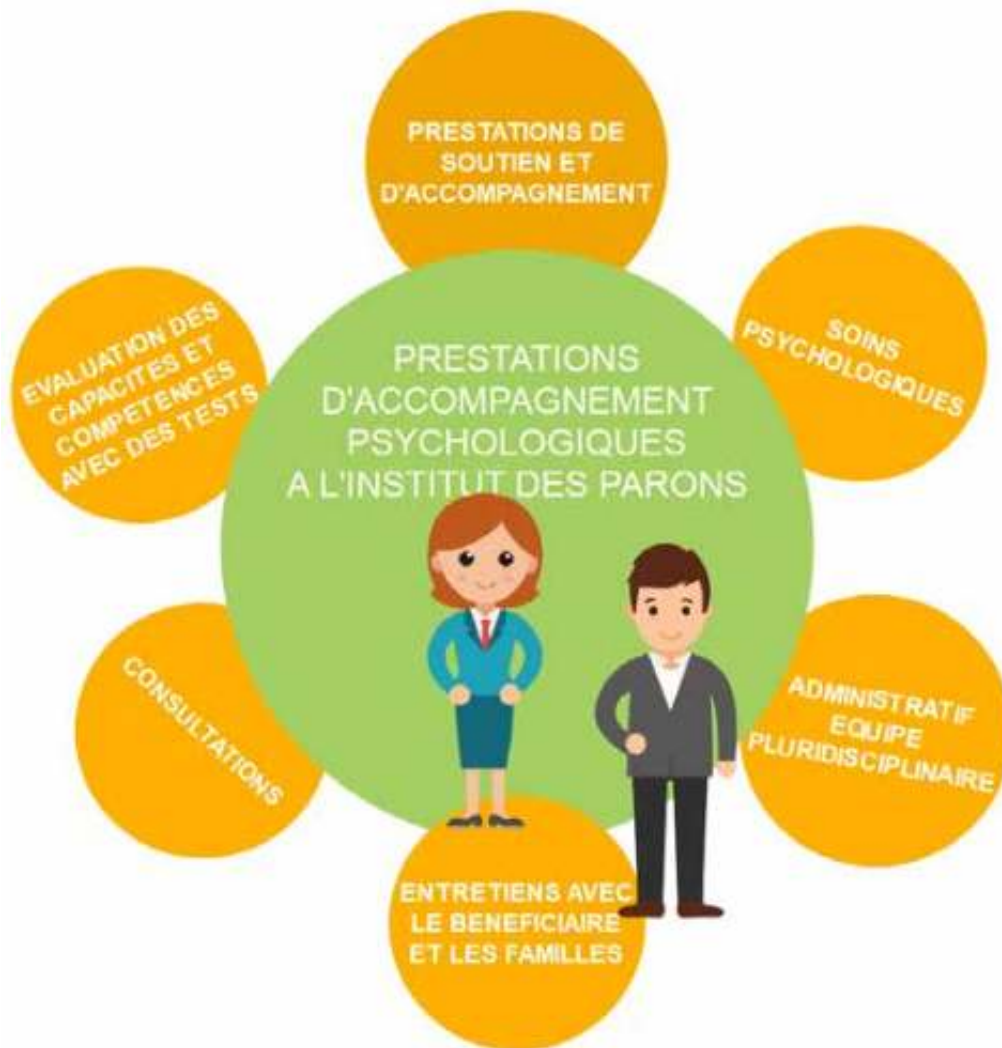 PRESTATIONS DE
SOUTIEN ET
D'ACCOMPAGNEMENT
SOINS
PSYCHOLOGIQUES
EVALUATION DES
CAPACITES ET
COMPETENCES
AVEC DES TESTS
PRESTATIONS
D'ACCOMPAGNEMENT
PSYCHOLOGIQUES
A L'INSTITUT DES PARONS
CONSULTATIONS
ADMINISTRATIF
EQUIPE
PLURIDISCIPLINAIRE
ENTRETIENS AVEC
LE BENEFICIAIRE
ET LES FAMILLES